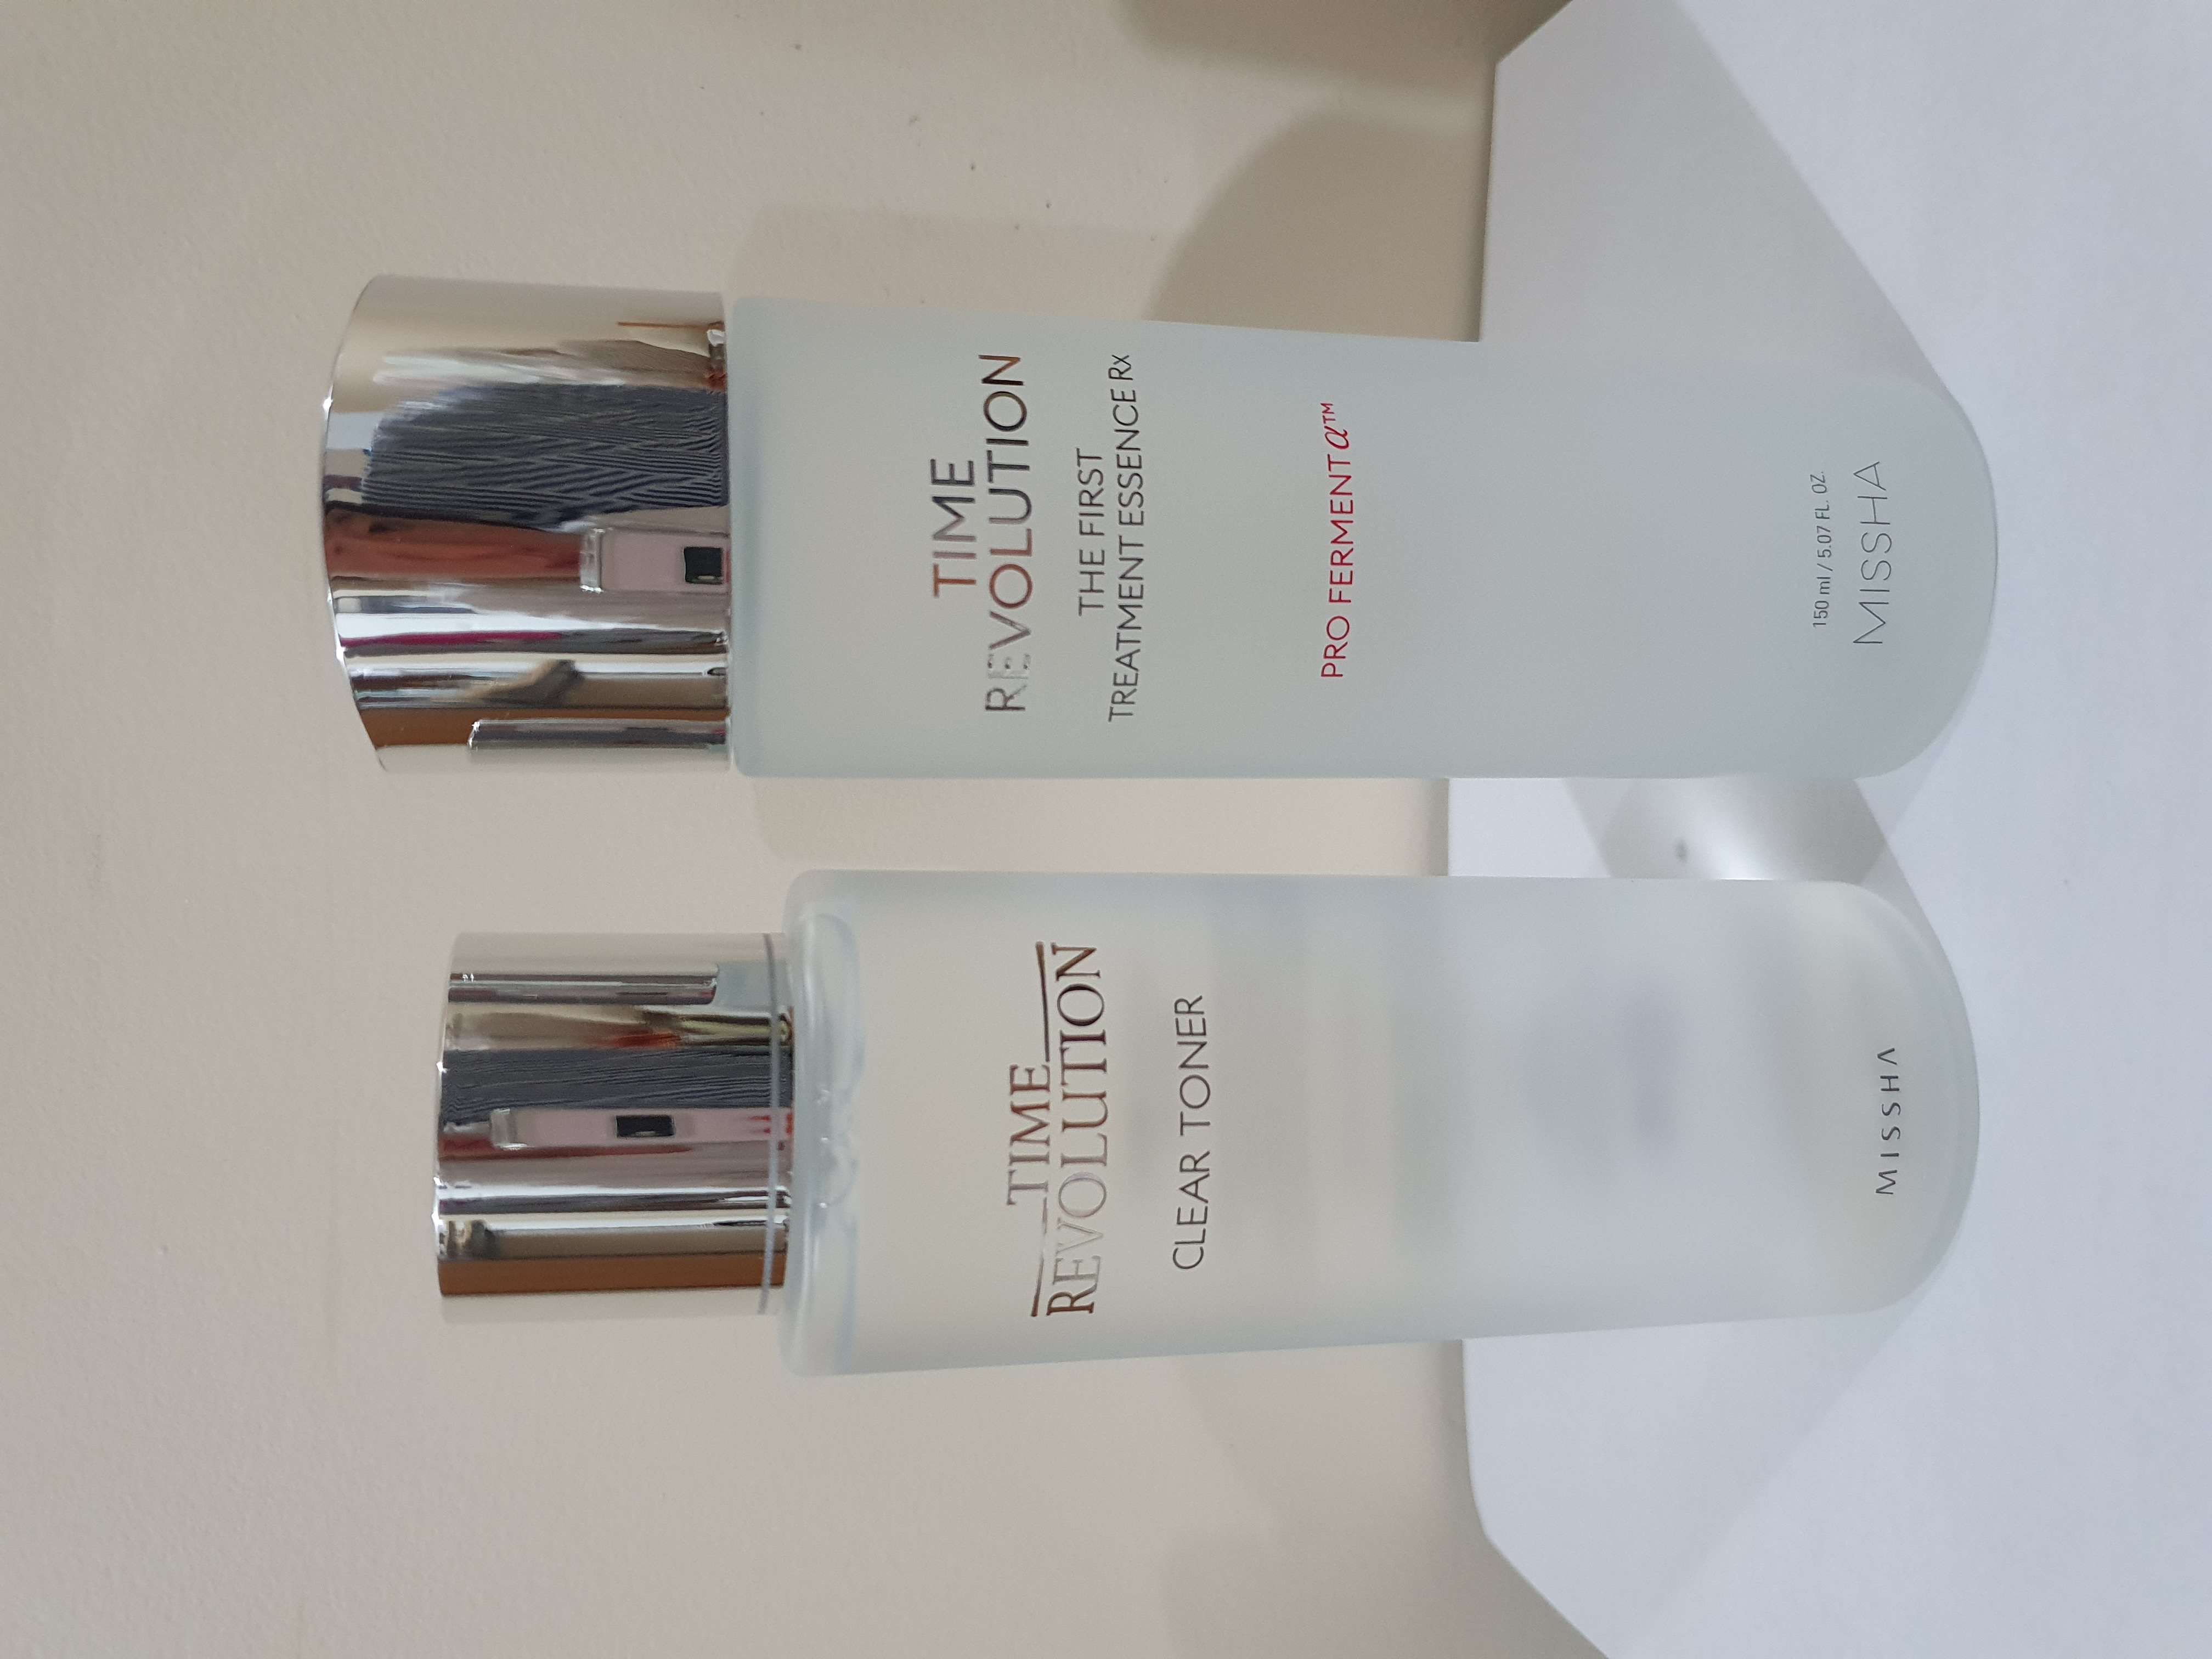 TIME
REVOLUTION
CLEAR TONER
MISSHA
TIME
REVOLUTION
THE FIRST
TREATMENT ESSENCE RX
PRO FERMENT α™
150 ml / 5.07 FL. OZ.
MISSHA